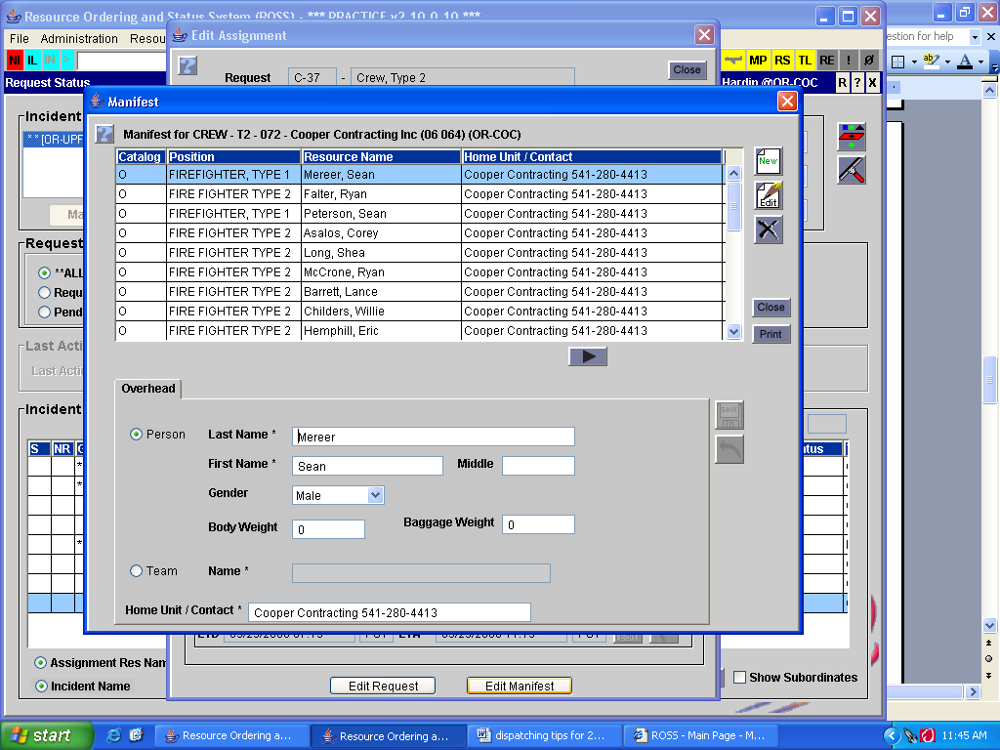 Resource Ordering and Status System (ROSS) - *** PRACTICE v2.10.0.10 ***
File Administration Resou
Edit Assignment
estion for help
NI IL IN >
MP RS TL RE ! Ø
Request C-37 - Crew, Type 2
Close
Request Status
Hardin @OR-COC R ? X
Manifest
Incident
* * [OR-UPF
Ma
Manifest for CREW - T2 - 072 - Cooper Contracting Inc (06 064) (OR-COC)
Catalog Position Resource Name Home Unit / Contact
O FIREFIGHTER, TYPE 1 Mereer, Sean Cooper Contracting 541-280-4413
O FIRE FIGHTER TYPE 2 Falter, Ryan Cooper Contracting 541-280-4413
O FIREFIGHTER, TYPE 1 Peterson, Sean Cooper Contracting 541-280-4413
O FIRE FIGHTER TYPE 2 Asalos, Corey Cooper Contracting 541-280-4413
O FIRE FIGHTER TYPE 2 Long, Shea Cooper Contracting 541-280-4413
O FIRE FIGHTER TYPE 2 McCrone, Ryan Cooper Contracting 541-280-4413
O FIRE FIGHTER TYPE 2 Barrett, Lance Cooper Contracting 541-280-4413
O FIRE FIGHTER TYPE 2 Childers, Willie Cooper Contracting 541-280-4413
O FIRE FIGHTER TYPE 2 Hemphill, Eric Cooper Contracting 541-280-4413
New
Edit
Close
Print
Request
**ALL
Requ
Pend
Last Acti
Last Actio
Incident
S NR
tus
Overhead
Person Last Name * Mereer
First Name * Sean Middle
Gender Male
Body Weight 0 Baggage Weight 0
Team Name *
Home Unit / Contact * Cooper Contracting 541-280-4413
SAVE
Assignment Res Nam
Incident Name
Edit Request Edit Manifest
Show Subordinates
start Resource Ordering a... Resource Ordering a... dispatching tips for 2... ROSS - Main Page - M... 11:45 AM